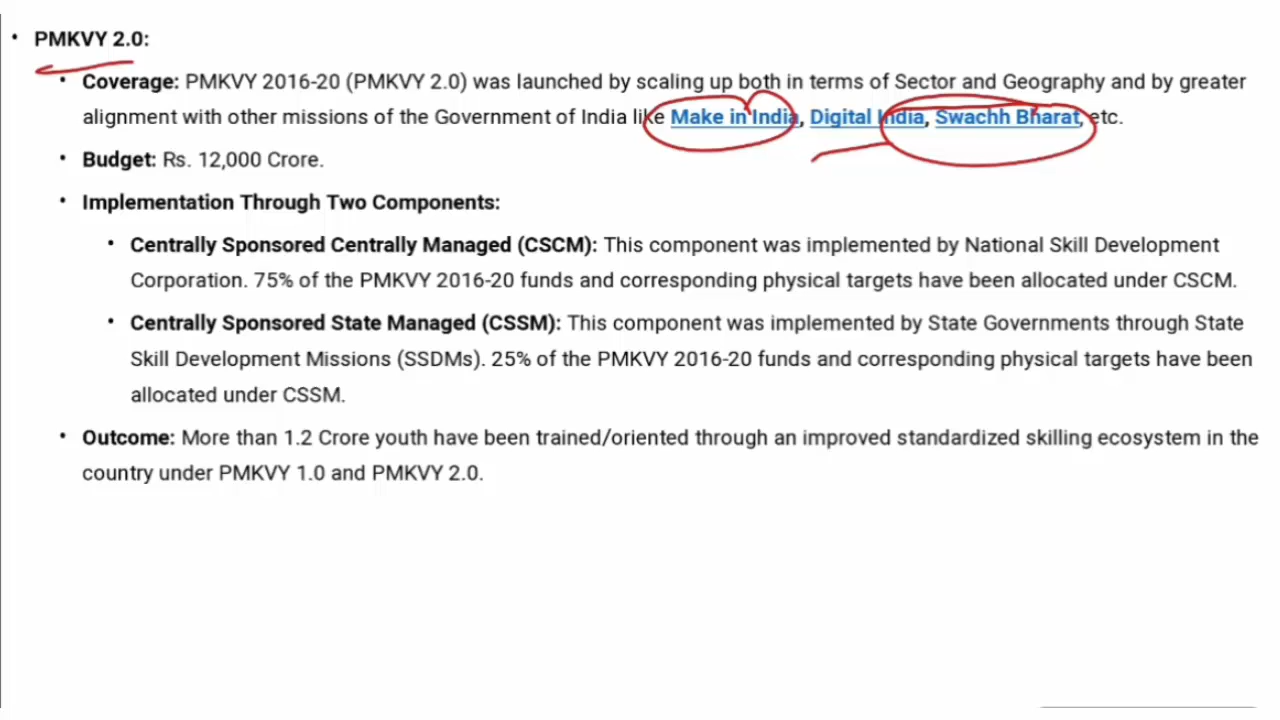 • PMKVY 2.0:
• Coverage: PMKVY 2016-20 (PMKVY 2.0) was launched by scaling up both in terms of Sector and Geography and by greater
alignment with other missions of the Government of India like Make in India, Digital India, Swachh Bharat, etc.
• Budget: Rs. 12,000 Crore.
• Implementation Through Two Components:
• Centrally Sponsored Centrally Managed (CSCM): This component was implemented by National Skill Development
Corporation. 75% of the PMKVY 2016-20 funds and corresponding physical targets have been allocated under CSCM.
• Centrally Sponsored State Managed (CSSM): This component was implemented by State Governments through State
Skill Development Missions (SSDMs). 25% of the PMKVY 2016-20 funds and corresponding physical targets have been
allocated under CSSM.
• Outcome: More than 1.2 Crore youth have been trained/oriented through an improved standardized skilling ecosystem in the
country under PMKVY 1.0 and PMKVY 2.0.